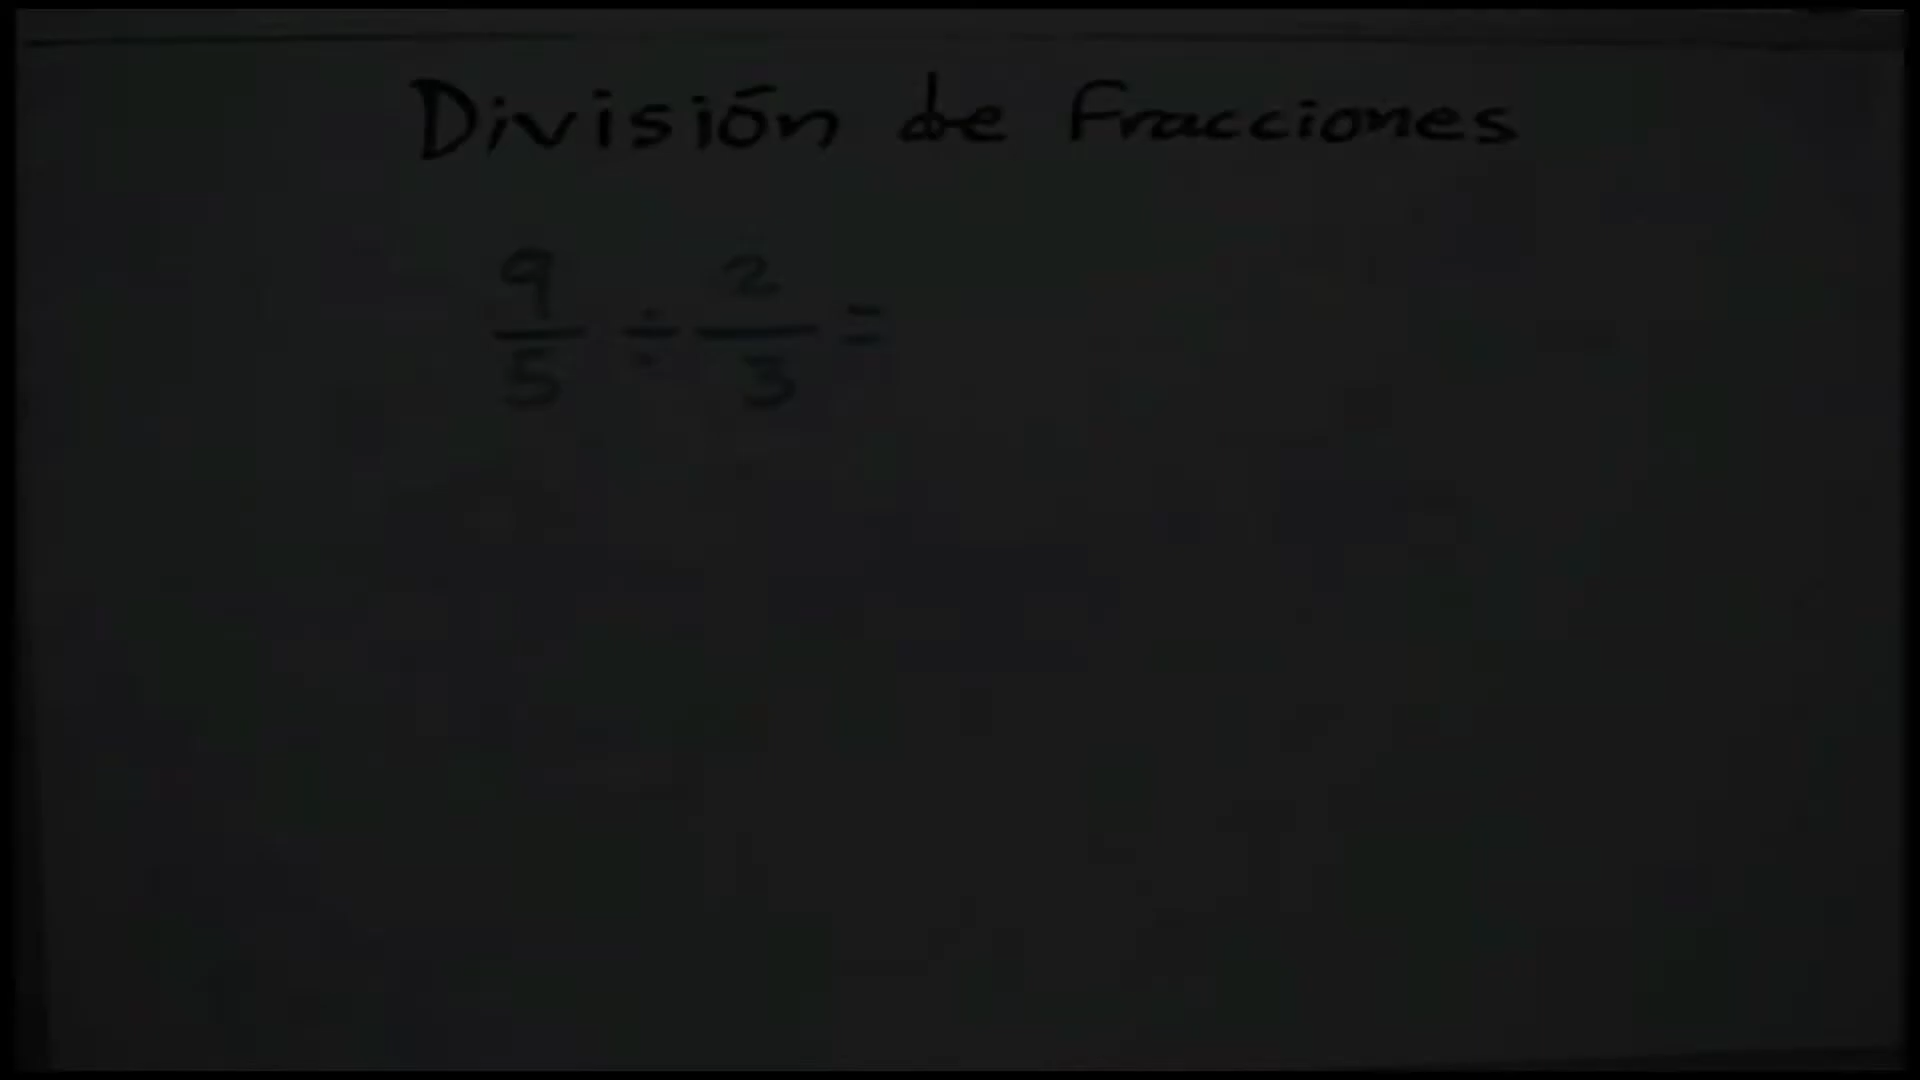 División de Fracciones
9/5 ÷ 2/3 =